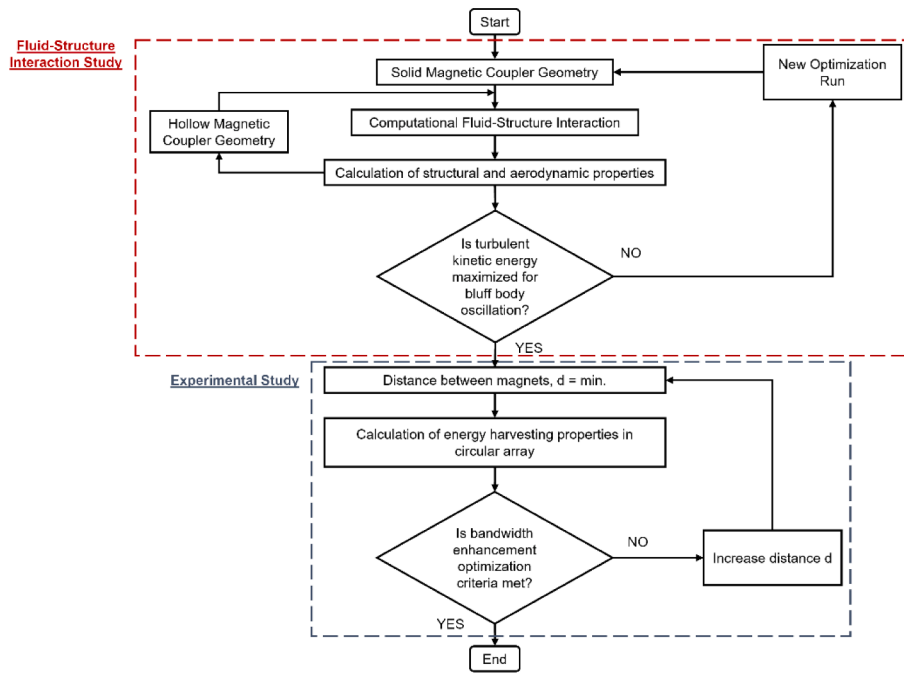 Start
Fluid-Structure
Interaction Study
Solid Magnetic Coupler Geometry
New Optimization
Run
Hollow Magnetic
Coupler Geometry
Computational Fluid-Structure Interaction
Calculation of structural and aerodynamic properties
Is turbulent
kinetic energy
maximized for
bluff body
oscillation?
NO
YES
Experimental Study
Distance between magnets, d = min.
Calculation of energy harvesting properties in
circular array
Is bandwidth
enhancement
optimization
criteria met?
NO
Increase distance d
YES
End